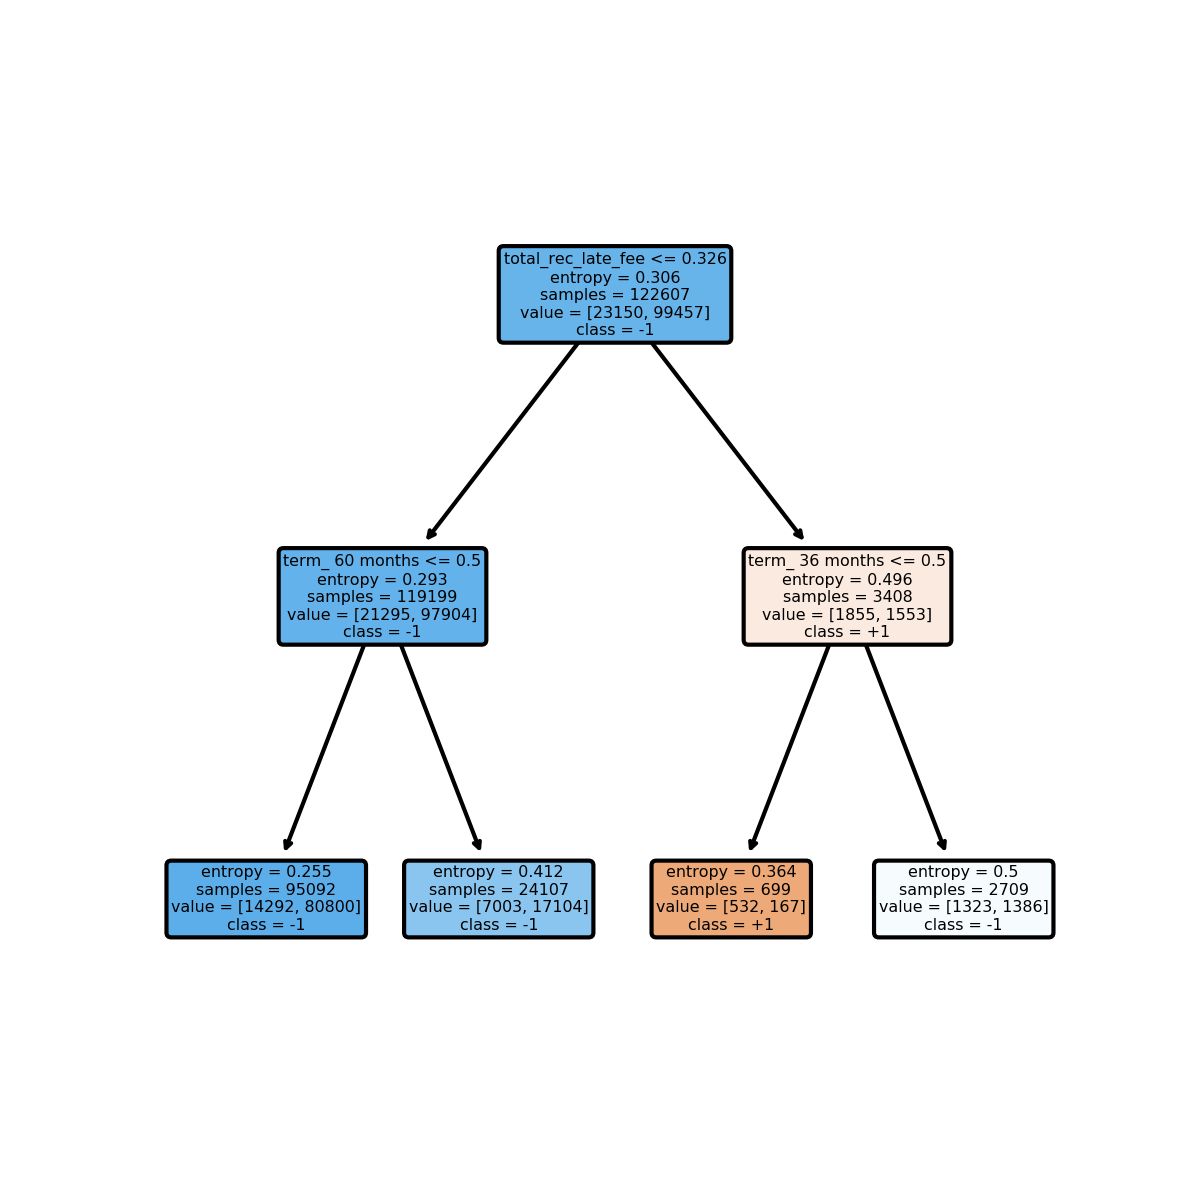 total_rec_late_fee <= 0.326
entropy = 0.306
samples = 122607
value = [23150, 99457]
class = -1
term_ 60 months <= 0.5
entropy = 0.293
samples = 119199
value = [21295, 97904]
class = -1
term_ 36 months <= 0.5
entropy = 0.496
samples = 3408
value = [1855, 1553]
class = +1
entropy = 0.255
samples = 95092
value = [14292, 80800]
class = -1
entropy = 0.412
samples = 24107
value = [7003, 17104]
class = -1
entropy = 0.364
samples = 699
value = [532, 167]
class = +1
entropy = 0.5
samples = 2709
value = [1323, 1386]
class = -1